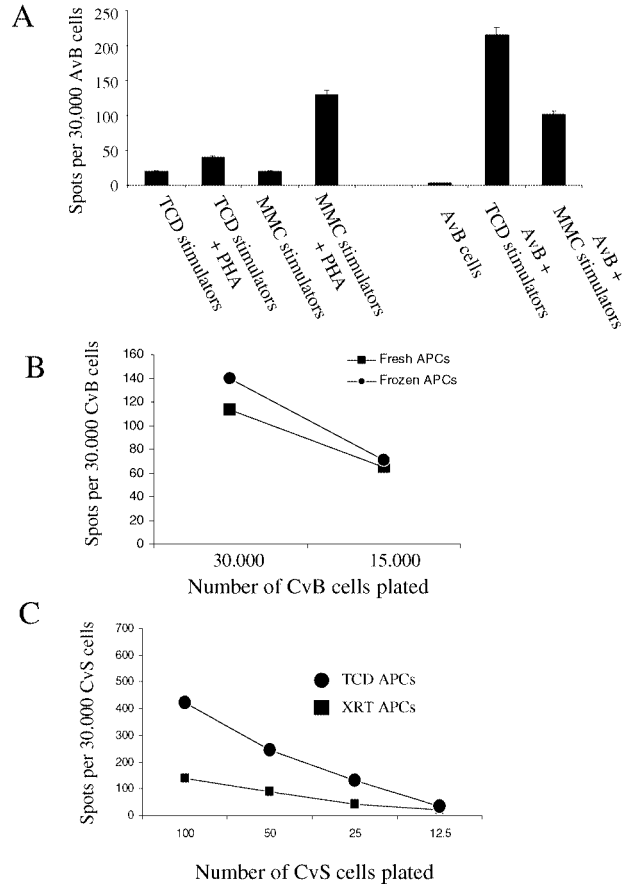 A
Spots per 30,000 AvB cells
250
200
150
100
50
0
TCD stimulators
TCD stimulators
+ PHA
MMC stimulators
MMC stimulators
+ PHA
AvB cells
AvB +
TCD stimulators
AvB +
MMC stimulators
B
Spots per 30.000 CvB cells
160
140
120
100
80
60
40
20
0
Fresh APCs
Frozen APCs
30.000
15.000
Number of CvB cells plated
C
Spots per 30.000 CvS cells
700
600
500
400
300
200
100
0
TCD APCs
XRT APCs
100
50
25
12.5
Number of CvS cells plated